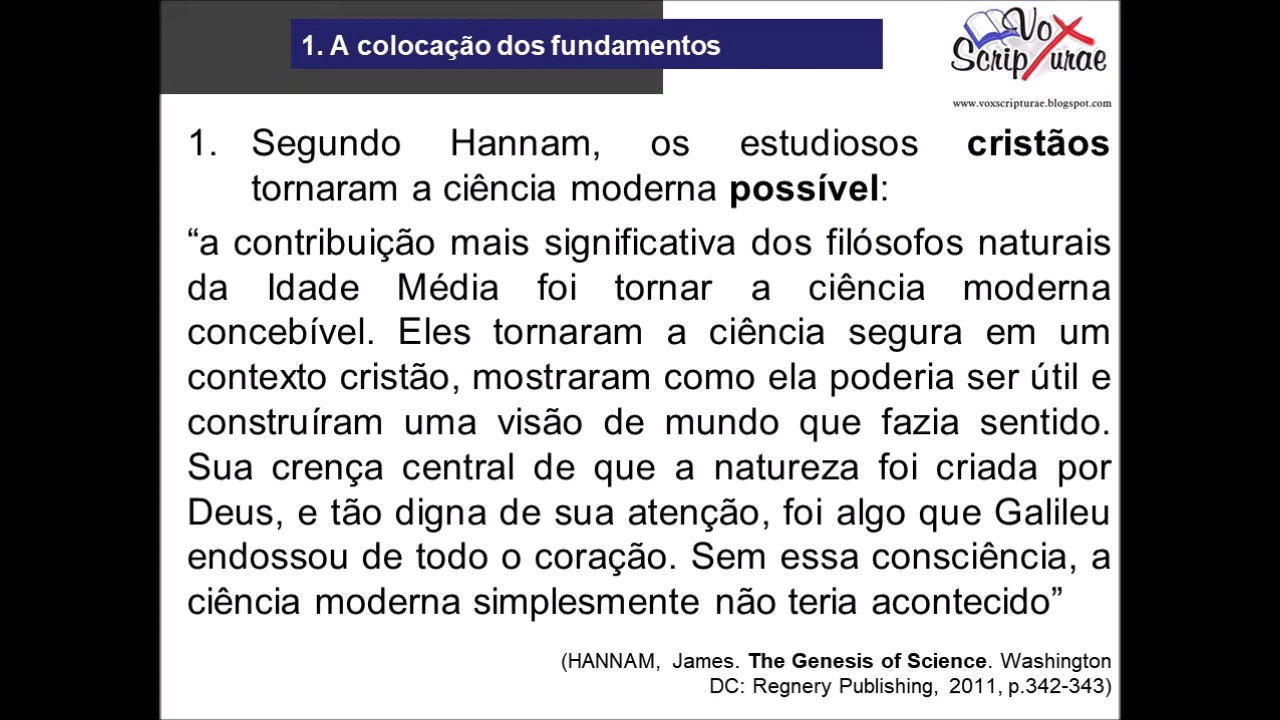 1. A colocação dos fundamentos
Vox
Scripturae
www.voxscripturae.blogspot.com
1. Segundo Hannam, os estudiosos cristãos
tornaram a ciência moderna possível:
“a contribuição mais significativa dos filósofos naturais
da Idade Média foi tornar a ciência moderna
concebível. Eles tornaram a ciência segura em um
contexto cristão, mostraram como ela poderia ser útil e
construíram uma visão de mundo que fazia sentido.
Sua crença central de que a natureza foi criada por
Deus, e tão digna de sua atenção, foi algo que Galileu
endossou de todo o coração. Sem essa consciência, a
ciência moderna simplesmente não teria acontecido”
(HANNAM, James. The Genesis of Science. Washington
DC: Regnery Publishing, 2011, p.342-343)